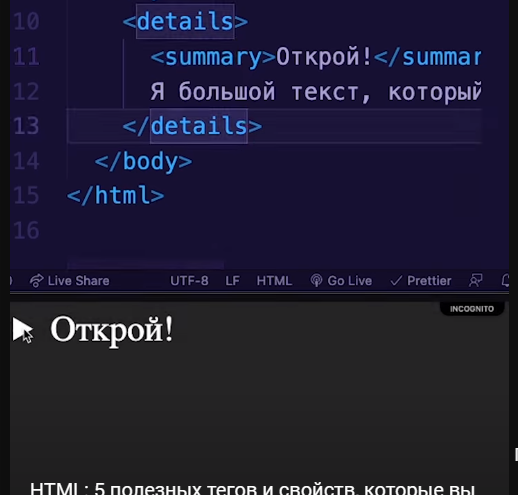 10 <details>
11 <summary>Открой!</summar
12 Я большой текст, который
13 </details>
14 </body>
15 </html>
16
Live Share UTF-8 LF HTML Go Live Prettier
INCOGNITO
Открой!
HTML: 5 полезных тегов и свойств, которые вы